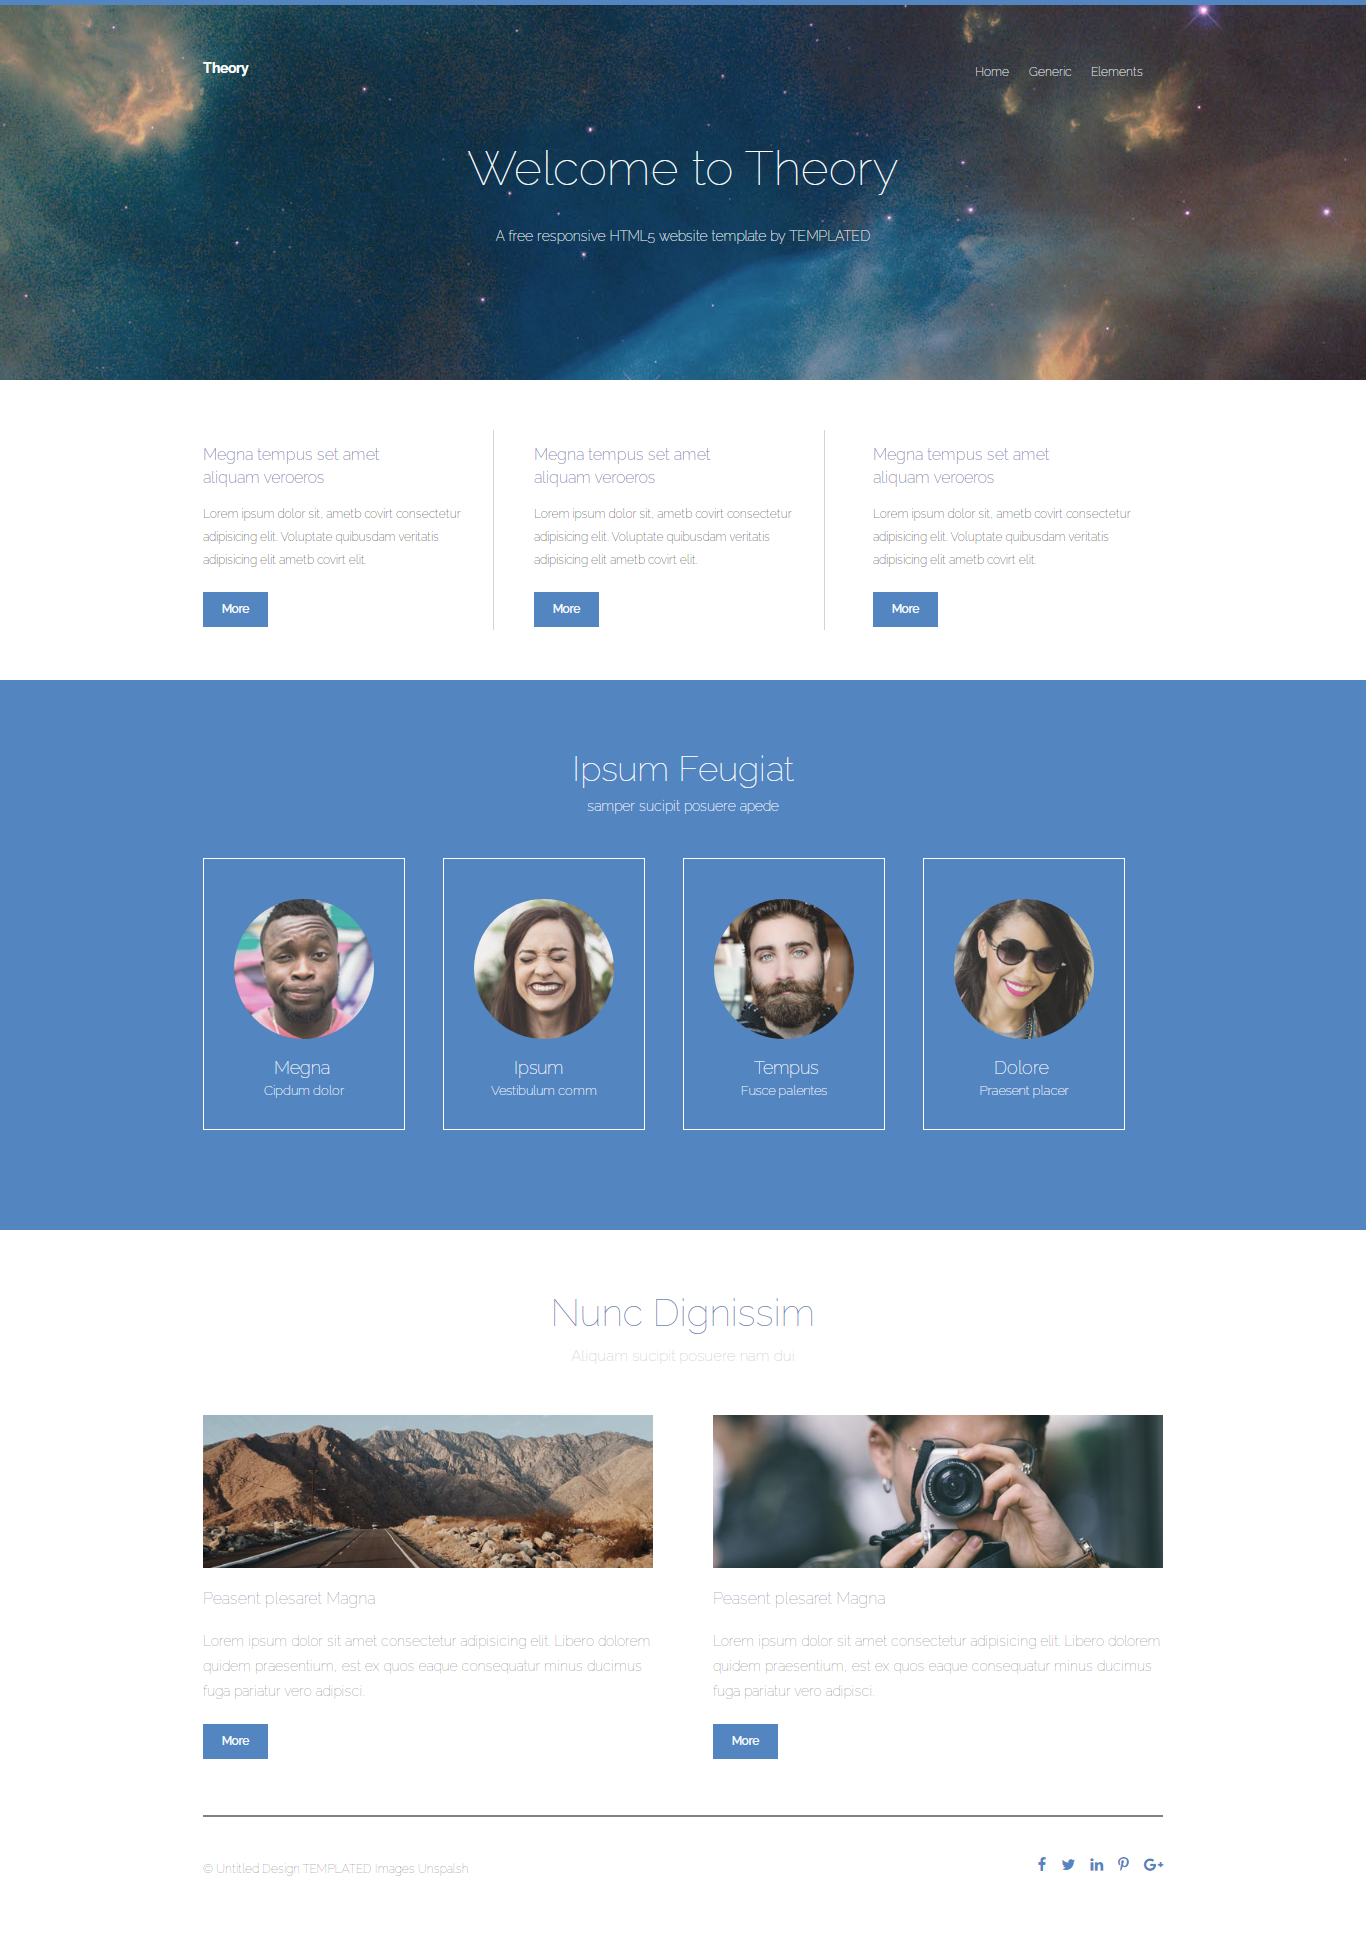 Theory
Home Generic Elements
Welcome to Theory
A free responsive HTML5 website template by TEMPLATED
Megna tempus set amet
aliquam veroeros
Lorem ipsum dolor sit, ametb covirt consectetur
adipisicing elit. Voluptate quibusdam veritatis
adipisicing elit ametb covirt elit.
More
Megna tempus set amet
aliquam veroeros
Lorem ipsum dolor sit, ametb covirt consectetur
adipisicing elit. Voluptate quibusdam veritatis
adipisicing elit ametb covirt elit.
More
Megna tempus set amet
aliquam veroeros
Lorem ipsum dolor sit, ametb covirt consectetur
adipisicing elit. Voluptate quibusdam veritatis
adipisicing elit ametb covirt elit.
More
Ipsum Feugiat
samper sucipit posuere apede
Megna
Cipdum dolor
Ipsum
Vestibulum comm
Tempus
Fusce palentes
Dolore
Praesent placer
Nunc Dignissim
Aliquam sucipit posuere nam dui
Peasent plesaret Magna
Lorem ipsum dolor sit amet consectetur adipisicing elit. Libero dolorem
quidem praesentium, est ex quos eaque consequatur minus ducimus
fuga pariatur vero adipisci.
More
Peasent plesaret Magna
Lorem ipsum dolor sit amet consectetur adipisicing elit. Libero dolorem
quidem praesentium, est ex quos eaque consequatur minus ducimus
fuga pariatur vero adipisci.
More
© Untitled Design TEMPLATED Images Unspalsh